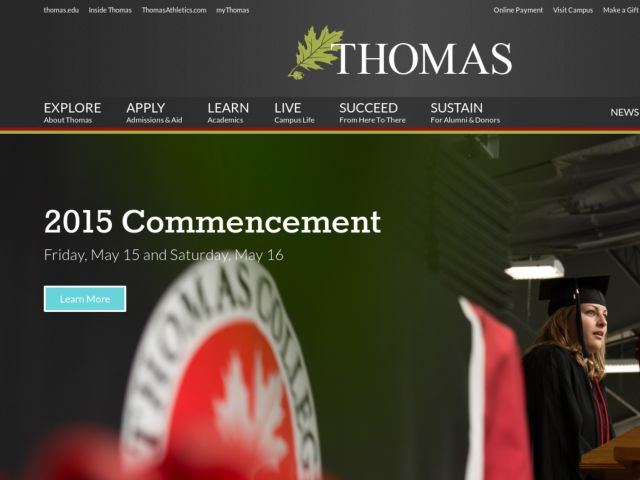 thomas.edu Inside Thomas ThomasAthletics.com myThomas Online Payment Visit Campus Make a Gift
THOMAS
EXPLORE APPLY LEARN LIVE SUCCEED SUSTAIN NEWS
About Thomas Admissions & Aid Academics Campus Life From Here To There For Alumni & Donors
2015 Commencement
Friday, May 15 and Saturday, May 16
Learn More
THOMAS COLLEGE